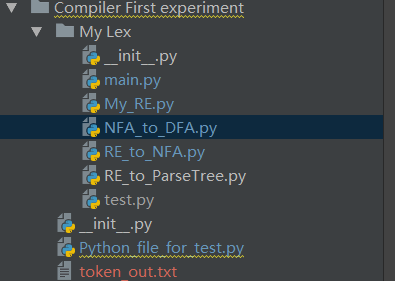 Compiler First experiment
My Lex
__init__.py
main.py
My_RE.py
NFA_to_DFA.py
RE_to_NFA.py
RE_to_ParseTree.py
test.py
__init__.py
Python_file_for_test.py
token_out.txt